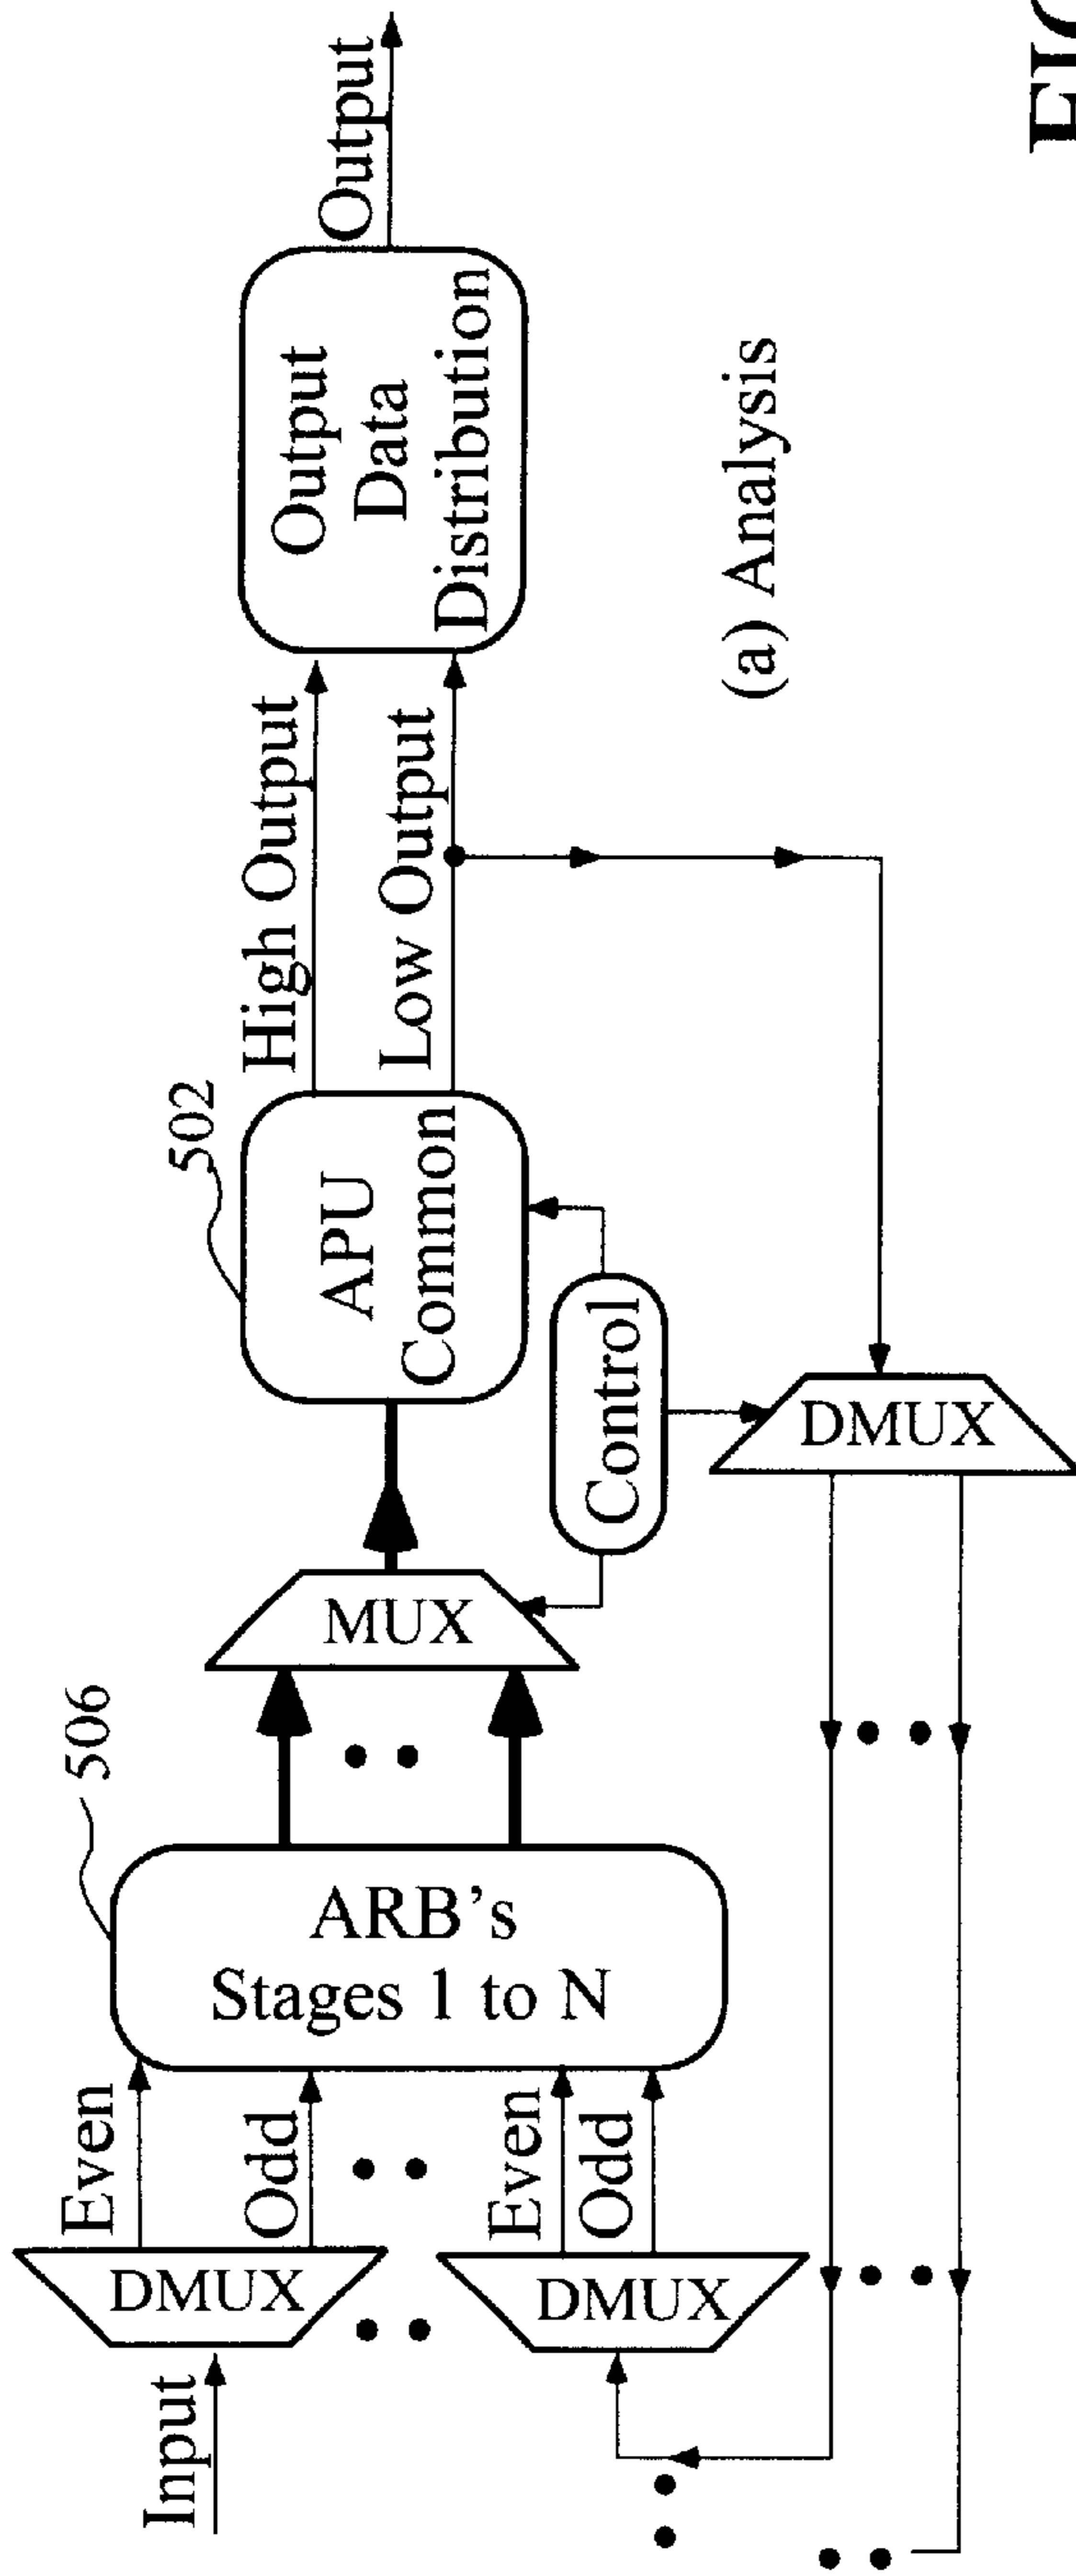 Input
DMUX
Even
Odd
DMUX
Even
Odd
506
ARB's
Stages 1 to N
MUX
502
APU
Common
Control
DMUX
High Output
Low Output
Output
Data
Distribution
Output
(a) Analysis